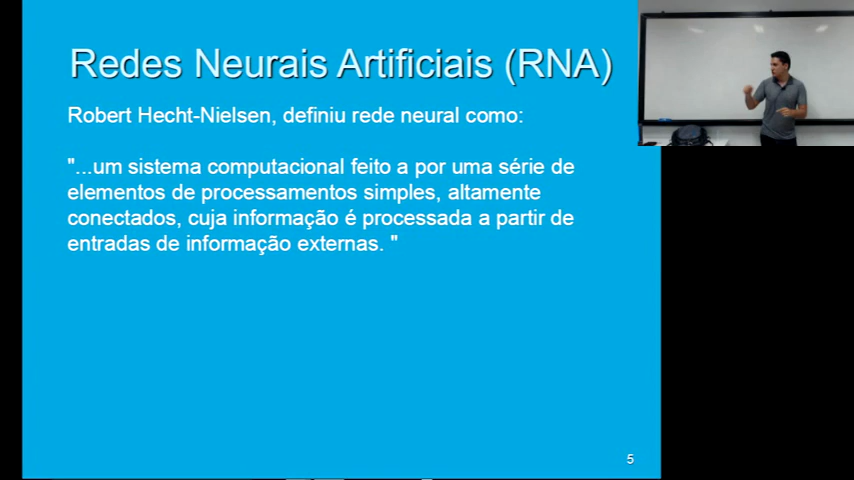 Redes Neurais Artificiais (RNA)
Robert Hecht-Nielsen, definiu rede neural como:
"...um sistema computacional feito a por uma série de
elementos de processamentos simples, altamente
conectados, cuja informação é processada a partir de
entradas de informação externas. "
5